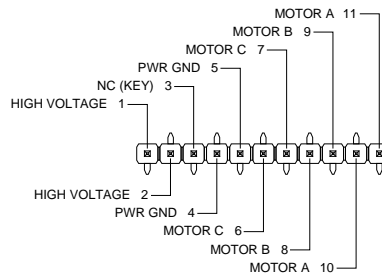 MOTOR A 11
MOTOR B 9
MOTOR C 7
PWR GND 5
NC (KEY) 3
HIGH VOLTAGE 1
HIGH VOLTAGE 2
PWR GND 4
MOTOR C 6
MOTOR B 8
MOTOR A 10